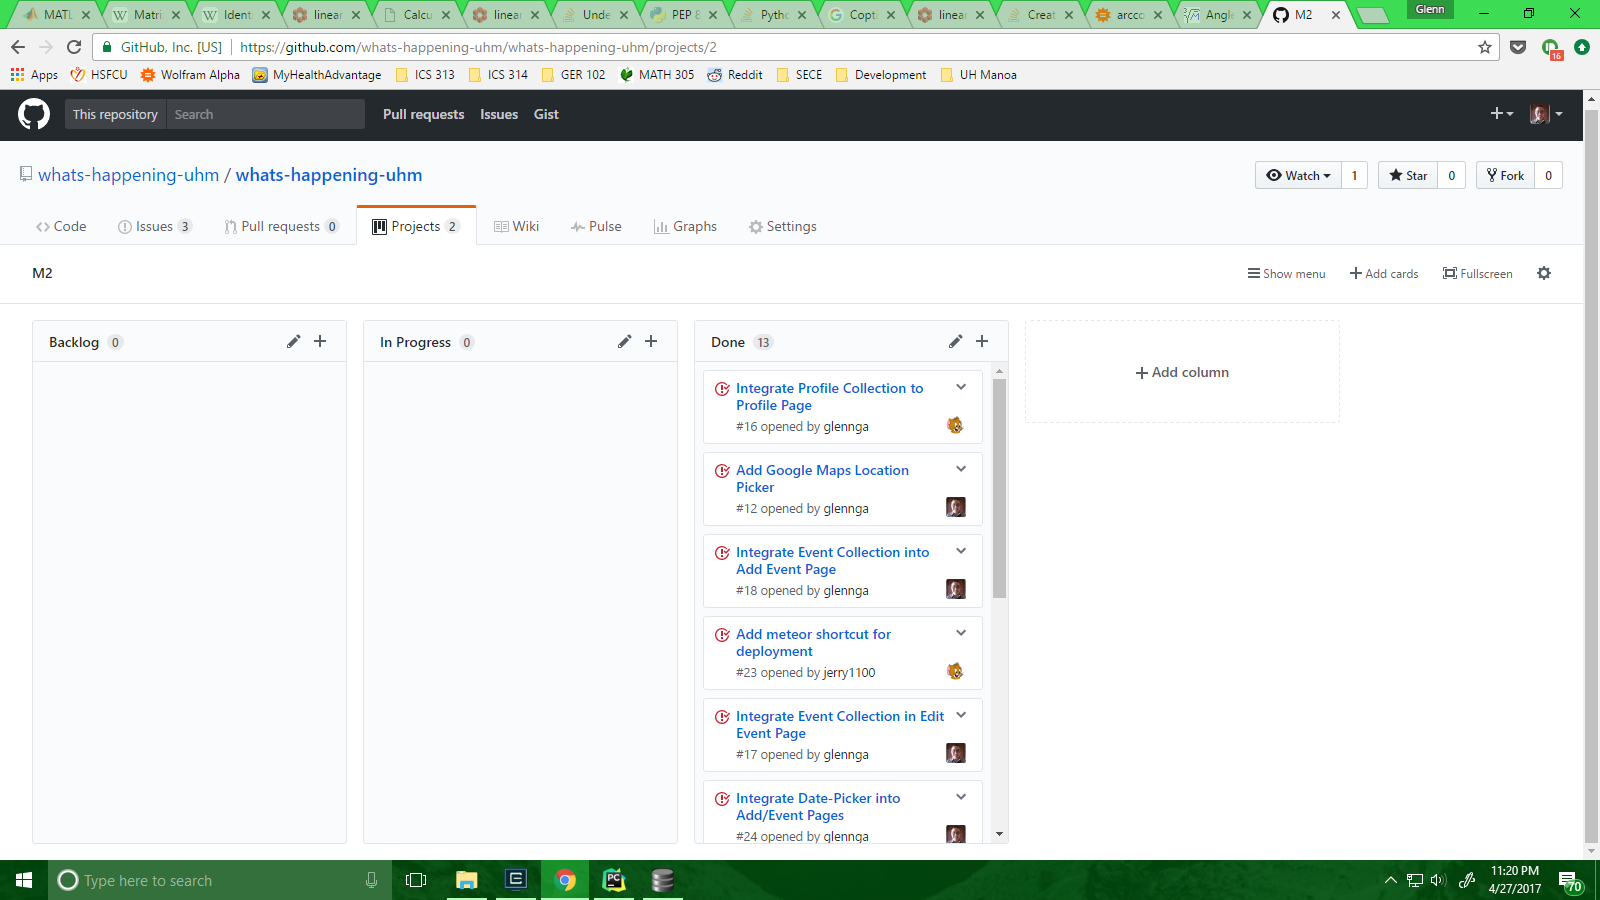 MATL
Matri
Identi
linear
Calcu
linear
Unde
PEP 8
Pytho
Copti
linear
Creat
arcco
Angle
M2
Glenn
GitHub, Inc. [US]
https://github.com/whats-happening-uhm/whats-happening-uhm/projects/2
16
Apps
HSFCU
Wolfram Alpha
MyHealthAdvantage
ICS 313
ICS 314
GER 102
MATH 305
Reddit
SECE
Development
UH Manoa
This repository
Search
Pull requests
Issues
Gist
whats-happening-uhm / whats-happening-uhm
Watch 1
Star 0
Fork 0
Code
Issues 3
Pull requests 0
Projects 2
Wiki
Pulse
Graphs
Settings
M2
Show menu
Add cards
Fullscreen
Backlog 0
In Progress 0
Done 13
Add column
Integrate Profile Collection to
Profile Page
#16 opened by glennga
Add Google Maps Location
Picker
#12 opened by glennga
Integrate Event Collection into
Add Event Page
#18 opened by glennga
Add meteor shortcut for
deployment
#23 opened by jerry1100
Integrate Event Collection in Edit
Event Page
#17 opened by glennga
Integrate Date-Picker into
Add/Event Pages
#24 opened by glennga
Type here to search
PC
11:20 PM
4/27/2017
70